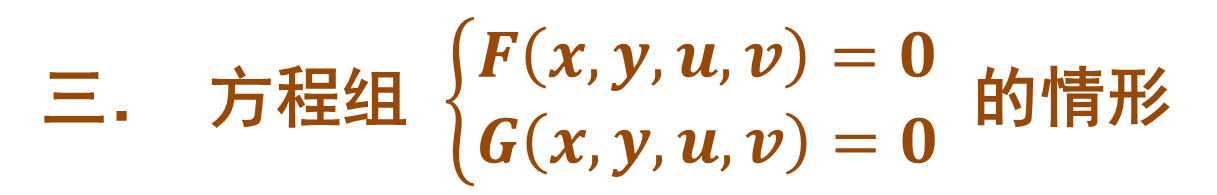 三. 方程组 { F(x, y, u, v) = 0
G(x, y, u, v) = 0 的情形